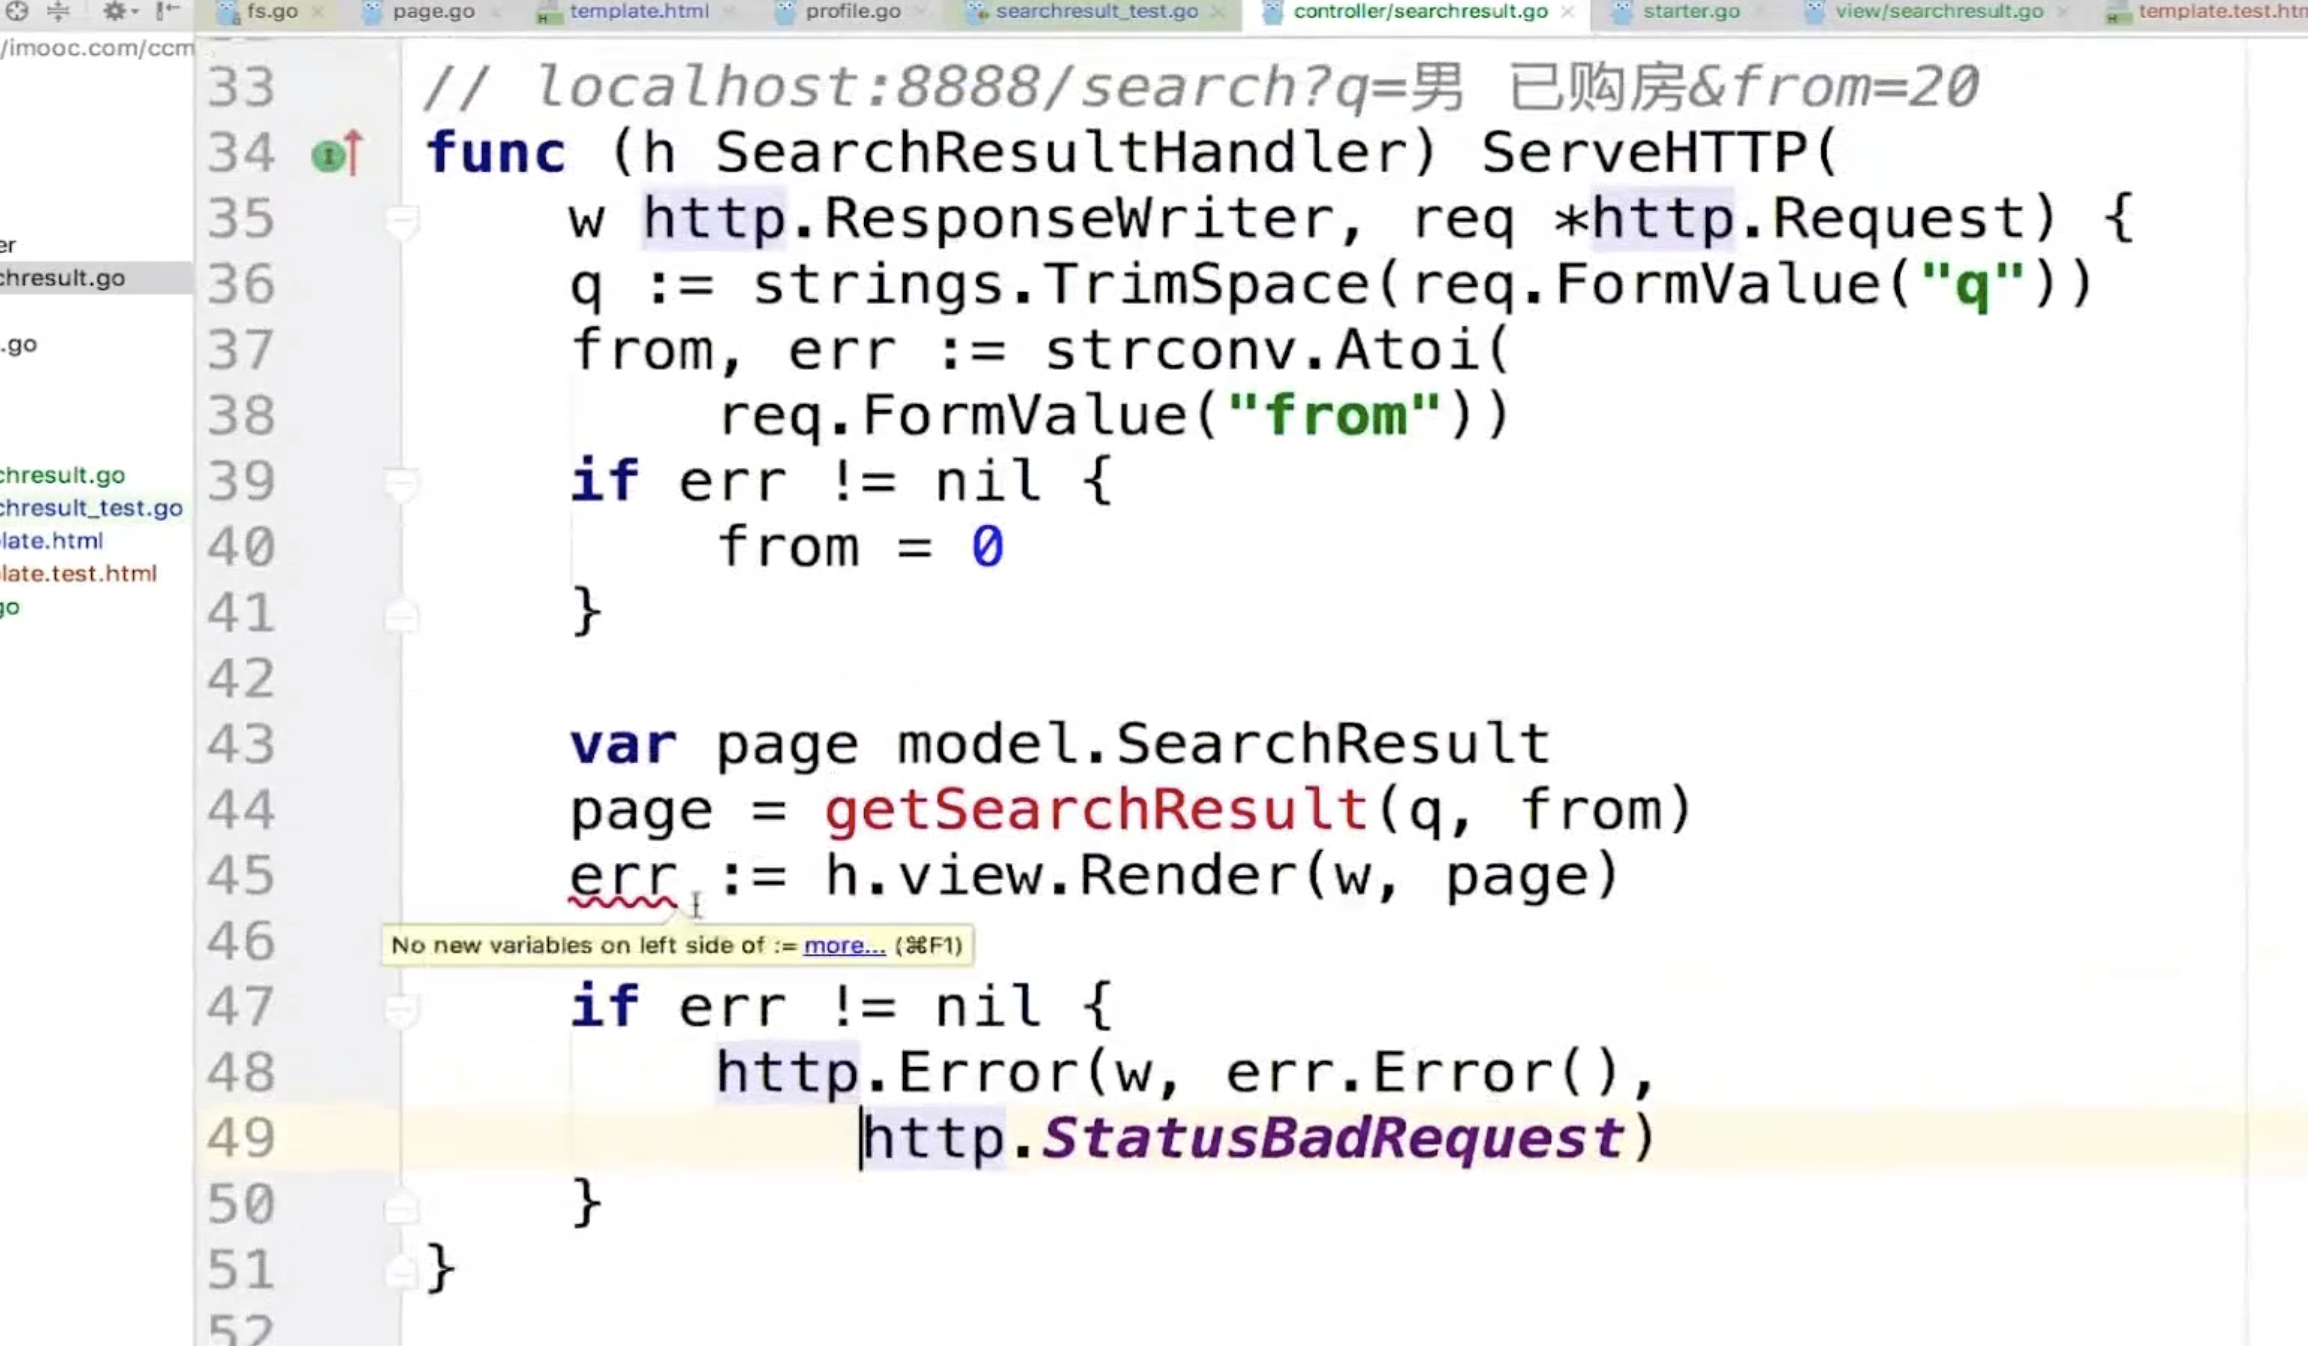 fs.go page.go template.html profile.go searchresult_test.go controller/searchresult.go starter.go view/searchresult.go template.test.htm
/imooc.com/ccm
er
chresult.go
.go
chresult.go
chresult_test.go
late.html
late.test.html
go
33 // localhost:8888/search?q=男 已购房&from=20
34 func (h SearchResultHandler) ServeHTTP(
35 w http.ResponseWriter, req *http.Request) {
36 q := strings.TrimSpace(req.FormValue("q"))
37 from, err := strconv.Atoi(
38 req.FormValue("from"))
39 if err != nil {
40 from = 0
41 }
42
43 var page model.SearchResult
44 page = getSearchResult(q, from)
45 err := h.view.Render(w, page)
46 No new variables on left side of := more... (⌘F1)
47 if err != nil {
48 http.Error(w, err.Error(),
49 http.StatusBadRequest)
50 }
51 }
52